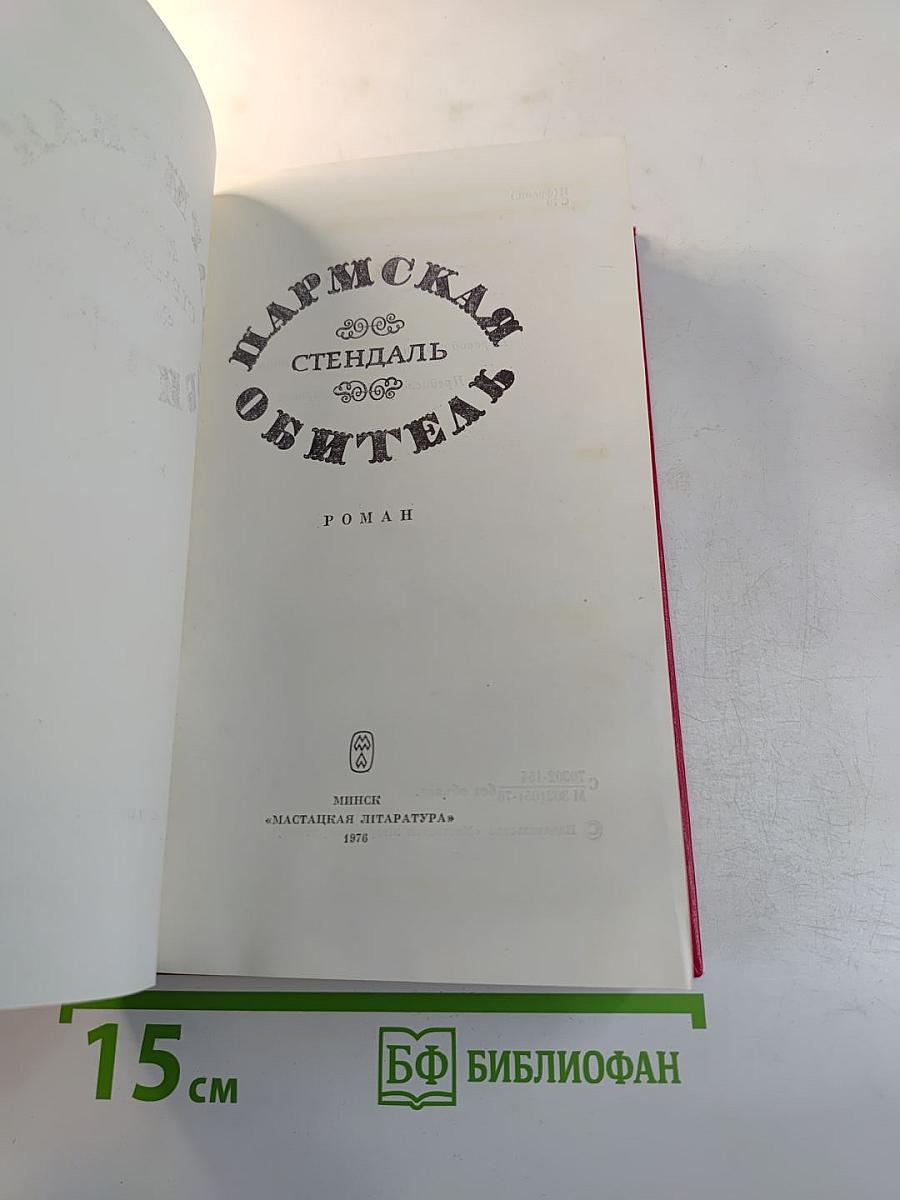 ПАРМСКАЯ
СТЕНДАЛЬ
ОБИТЕЛЬ
РОМАН
МИНСК
«МАСТАЦКАЯ ЛІТАРАТУРА»
1976
15 см
БФ БИБЛИОФАН